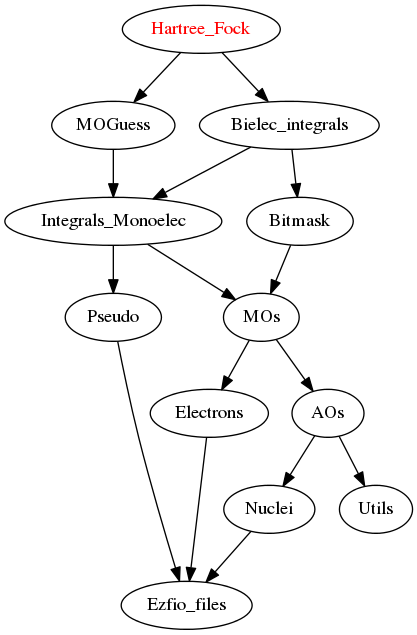 Hartree_Fock
MOGuess
Bielec_integrals
Integrals_Monoelec
Bitmask
Pseudo
MOs
Electrons
AOs
Nuclei
Utils
Ezfio_files